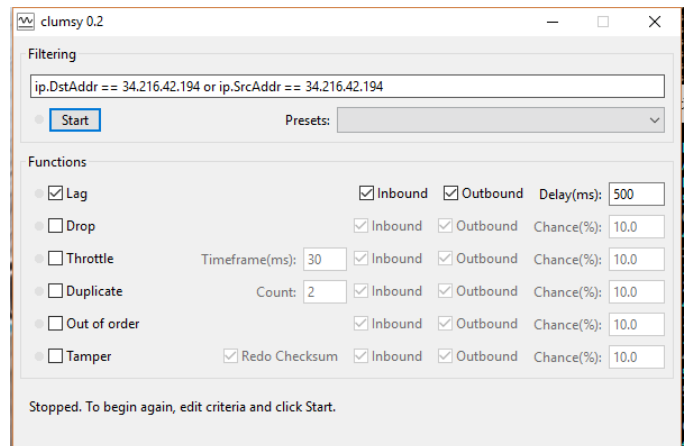 clumsy 0.2
Filtering
ip.DstAddr == 34.216.42.194 or ip.SrcAddr == 34.216.42.194
Start Presets:
Functions
Lag Inbound Outbound Delay(ms): 500
Drop Inbound Outbound Chance(%): 10.0
Throttle Timeframe(ms): 30 Inbound Outbound Chance(%): 10.0
Duplicate Count: 2 Inbound Outbound Chance(%): 10.0
Out of order Inbound Outbound Chance(%): 10.0
Tamper Redo Checksum Inbound Outbound Chance(%): 10.0
Stopped. To begin again, edit criteria and click Start.